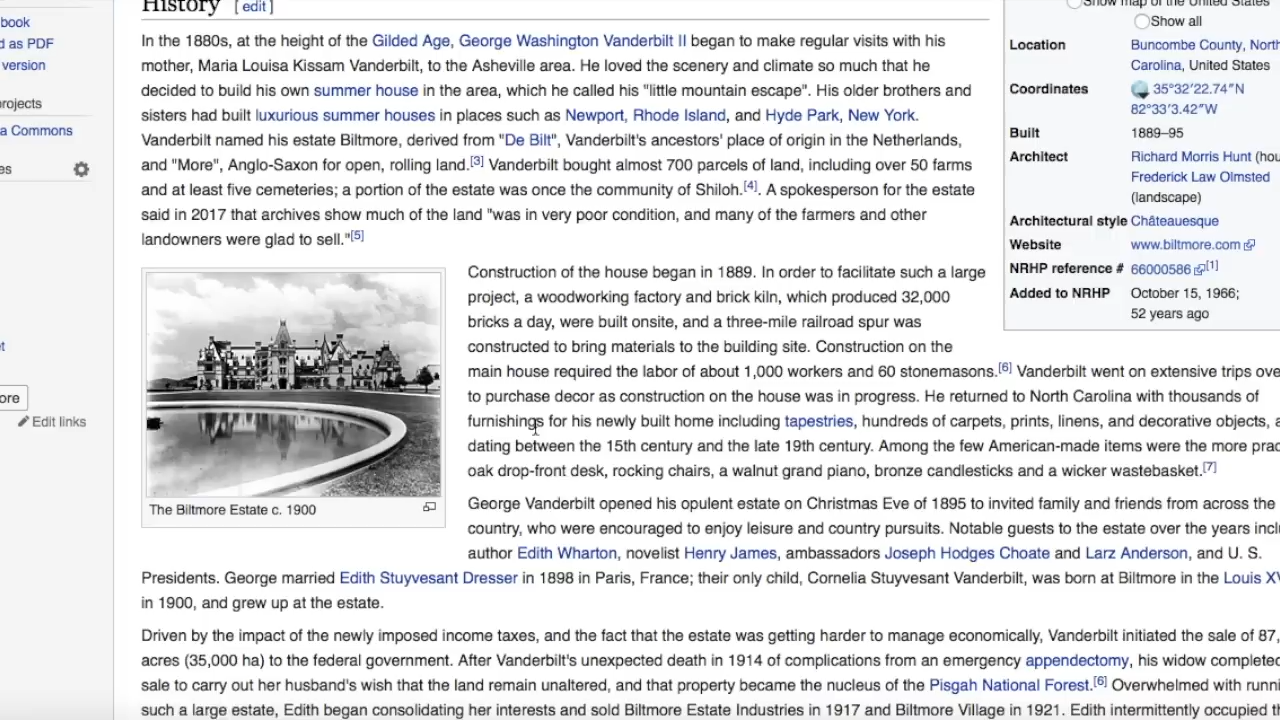 book
d as PDF
version
rojects
a Commons
es
et
ore
Edit links
History [ edit ]
In the 1880s, at the height of the Gilded Age, George Washington Vanderbilt II began to make regular visits with his
mother, Maria Louisa Kissam Vanderbilt, to the Asheville area. He loved the scenery and climate so much that he
decided to build his own summer house in the area, which he called his "little mountain escape". His older brothers and
sisters had built luxurious summer houses in places such as Newport, Rhode Island, and Hyde Park, New York.
Vanderbilt named his estate Biltmore, derived from "De Bilt", Vanderbilt's ancestors' place of origin in the Netherlands,
and "More", Anglo-Saxon for open, rolling land.[3] Vanderbilt bought almost 700 parcels of land, including over 50 farms
and at least five cemeteries; a portion of the estate was once the community of Shiloh.[4]. A spokesperson for the estate
said in 2017 that archives show much of the land "was in very poor condition, and many of the farmers and other
landowners were glad to sell."[5]
The Biltmore Estate c. 1900
Construction of the house began in 1889. In order to facilitate such a large
project, a woodworking factory and brick kiln, which produced 32,000
bricks a day, were built onsite, and a three-mile railroad spur was
constructed to bring materials to the building site. Construction on the
main house required the labor of about 1,000 workers and 60 stonemasons.[6] Vanderbilt went on extensive trips ove
to purchase decor as construction on the house was in progress. He returned to North Carolina with thousands of
furnishings for his newly built home including tapestries, hundreds of carpets, prints, linens, and decorative objects, a
dating between the 15th century and the late 19th century. Among the few American-made items were the more prac
oak drop-front desk, rocking chairs, a walnut grand piano, bronze candlesticks and a wicker wastebasket.[7]
George Vanderbilt opened his opulent estate on Christmas Eve of 1895 to invited family and friends from across the
country, who were encouraged to enjoy leisure and country pursuits. Notable guests to the estate over the years incl
author Edith Wharton, novelist Henry James, ambassadors Joseph Hodges Choate and Larz Anderson, and U. S.
Presidents. George married Edith Stuyvesant Dresser in 1898 in Paris, France; their only child, Cornelia Stuyvesant Vanderbilt, was born at Biltmore in the Louis XV
in 1900, and grew up at the estate.
Driven by the impact of the newly imposed income taxes, and the fact that the estate was getting harder to manage economically, Vanderbilt initiated the sale of 87,
acres (35,000 ha) to the federal government. After Vanderbilt's unexpected death in 1914 of complications from an emergency appendectomy, his widow completed
sale to carry out her husband's wish that the land remain unaltered, and that property became the nucleus of the Pisgah National Forest.[6] Overwhelmed with runni
such a large estate, Edith began consolidating her interests and sold Biltmore Estate Industries in 1917 and Biltmore Village in 1921. Edith intermittently occupied th
Show map of the United States
Show all
Location Buncombe County, North
Carolina, United States
Coordinates 35°32′22.74″N
82°33′3.42″W
Built 1889–95
Architect Richard Morris Hunt (hou
Frederick Law Olmsted
(landscape)
Architectural style Châteauesque
Website www.biltmore.com
NRHP reference # 66000586 [1]
Added to NRHP October 15, 1966;
52 years ago